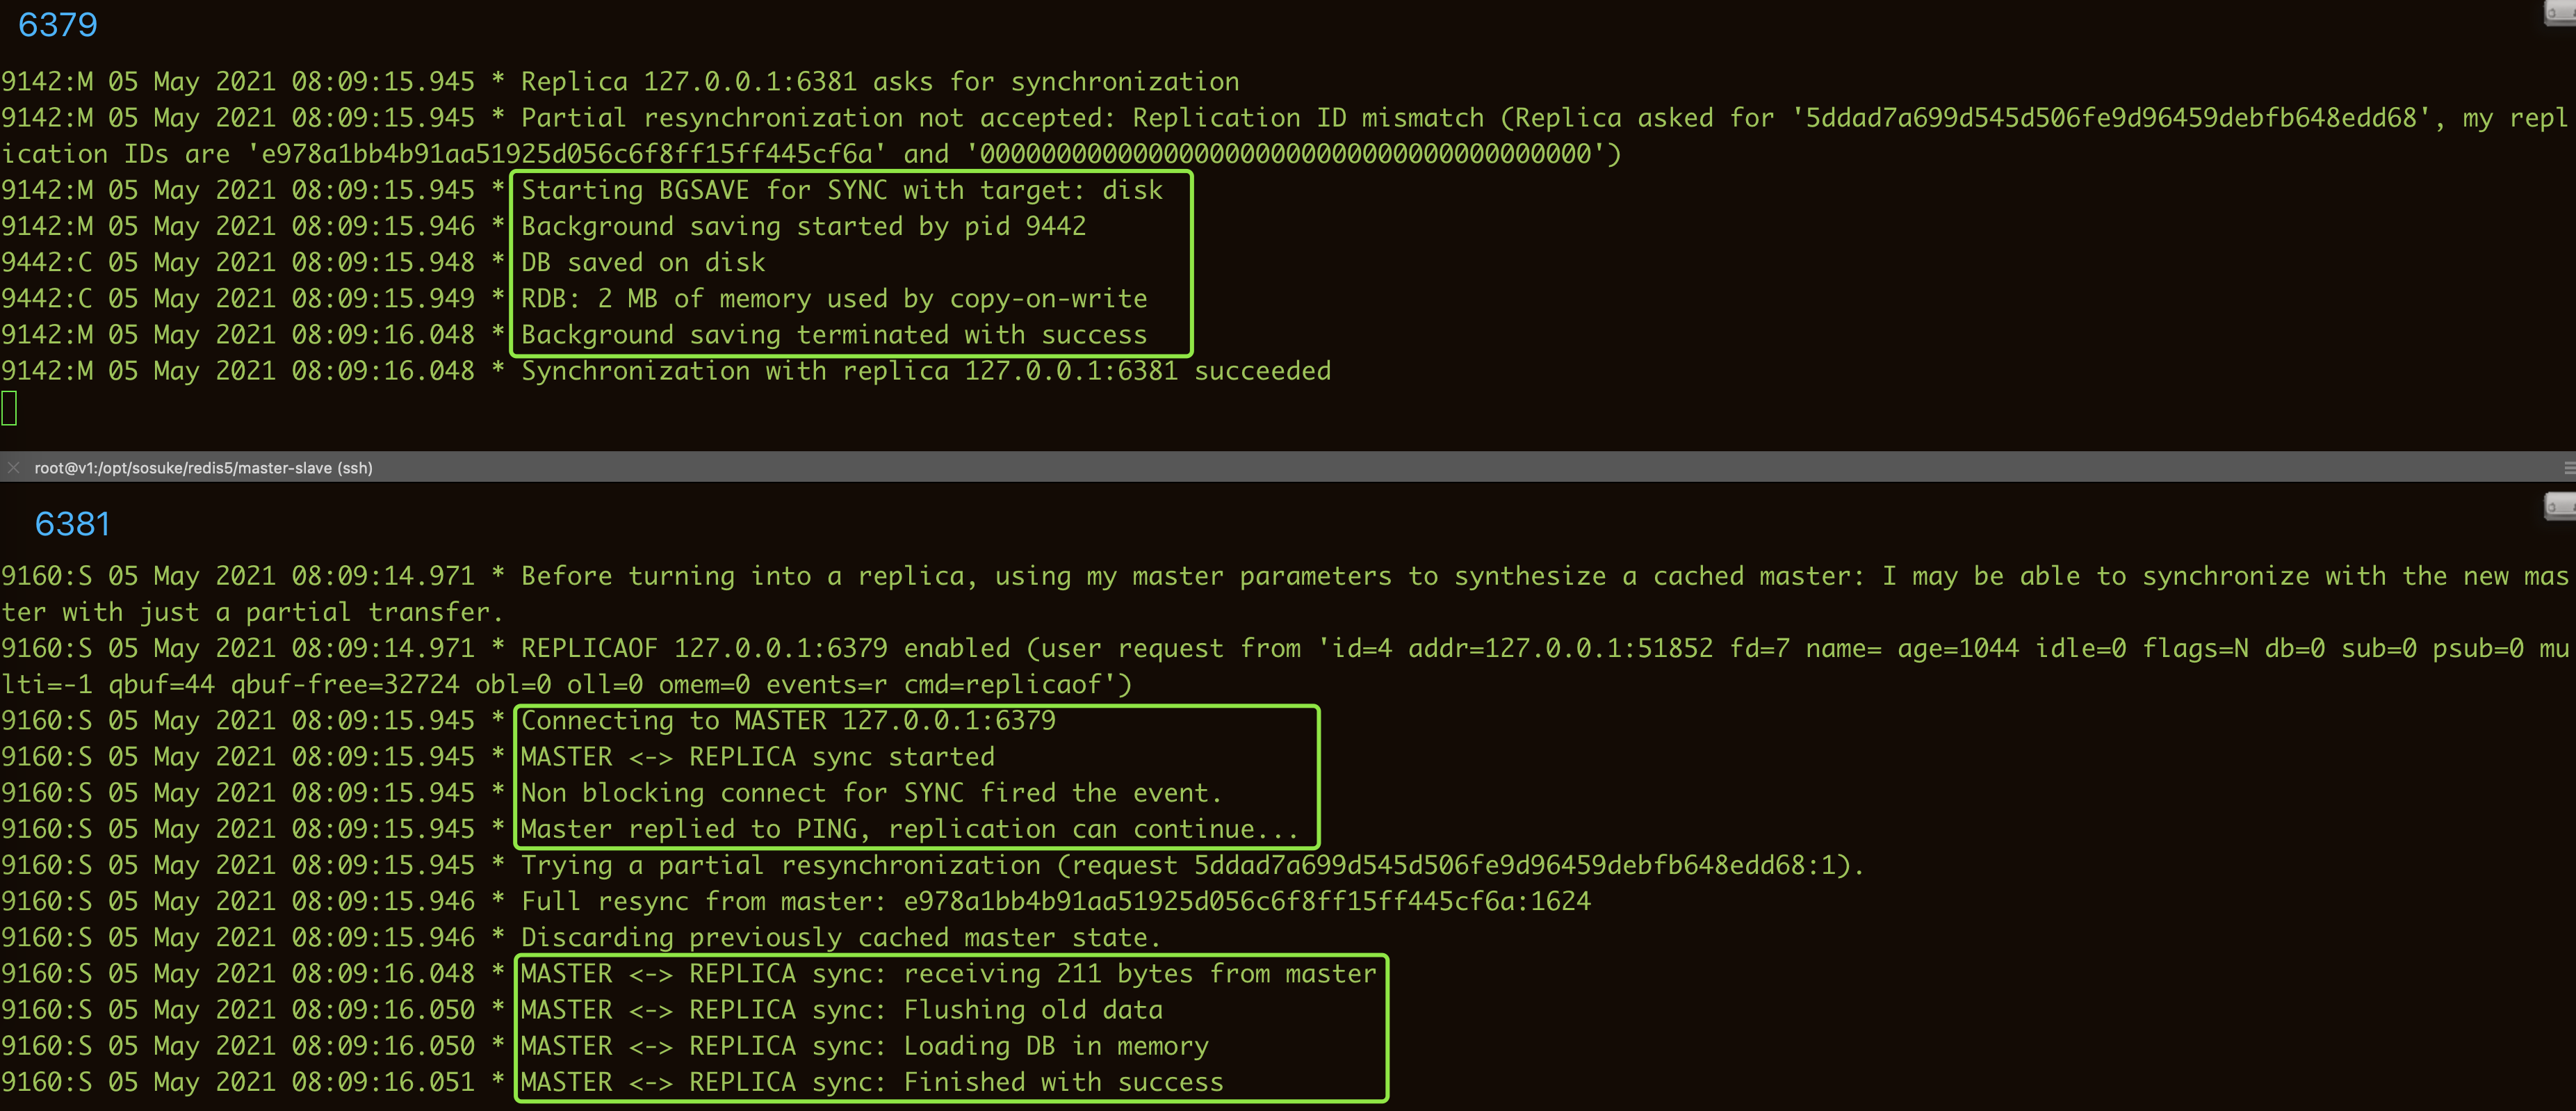 6379
9142:M 05 May 2021 08:09:15.945 * Replica 127.0.0.1:6381 asks for synchronization
9142:M 05 May 2021 08:09:15.945 * Partial resynchronization not accepted: Replication ID mismatch (Replica asked for '5ddad7a699d545d506fe9d96459debfb648edd68', my repl
ication IDs are 'e978a1bb4b91aa51925d056c6f8ff15ff445cf6a' and '0000000000000000000000000000000000000000')
9142:M 05 May 2021 08:09:15.945 * Starting BGSAVE for SYNC with target: disk
9142:M 05 May 2021 08:09:15.946 * Background saving started by pid 9442
9442:C 05 May 2021 08:09:15.948 * DB saved on disk
9442:C 05 May 2021 08:09:15.949 * RDB: 2 MB of memory used by copy-on-write
9142:M 05 May 2021 08:09:16.048 * Background saving terminated with success
9142:M 05 May 2021 08:09:16.048 * Synchronization with replica 127.0.0.1:6381 succeeded
root@v1:/opt/sosuke/redis5/master-slave (ssh)
6381
9160:S 05 May 2021 08:09:14.971 * Before turning into a replica, using my master parameters to synthesize a cached master: I may be able to synchronize with the new mas
ter with just a partial transfer.
9160:S 05 May 2021 08:09:14.971 * REPLICAOF 127.0.0.1:6379 enabled (user request from 'id=4 addr=127.0.0.1:51852 fd=7 name= age=1044 idle=0 flags=N db=0 sub=0 psub=0 mu
lti=-1 qbuf=44 qbuf-free=32724 obl=0 oll=0 omem=0 events=r cmd=replicaof')
9160:S 05 May 2021 08:09:15.945 * Connecting to MASTER 127.0.0.1:6379
9160:S 05 May 2021 08:09:15.945 * MASTER <-> REPLICA sync started
9160:S 05 May 2021 08:09:15.945 * Non blocking connect for SYNC fired the event.
9160:S 05 May 2021 08:09:15.945 * Master replied to PING, replication can continue...
9160:S 05 May 2021 08:09:15.945 * Trying a partial resynchronization (request 5ddad7a699d545d506fe9d96459debfb648edd68:1).
9160:S 05 May 2021 08:09:15.946 * Full resync from master: e978a1bb4b91aa51925d056c6f8ff15ff445cf6a:1624
9160:S 05 May 2021 08:09:15.946 * Discarding previously cached master state.
9160:S 05 May 2021 08:09:16.048 * MASTER <-> REPLICA sync: receiving 211 bytes from master
9160:S 05 May 2021 08:09:16.050 * MASTER <-> REPLICA sync: Flushing old data
9160:S 05 May 2021 08:09:16.050 * MASTER <-> REPLICA sync: Loading DB in memory
9160:S 05 May 2021 08:09:16.051 * MASTER <-> REPLICA sync: Finished with success